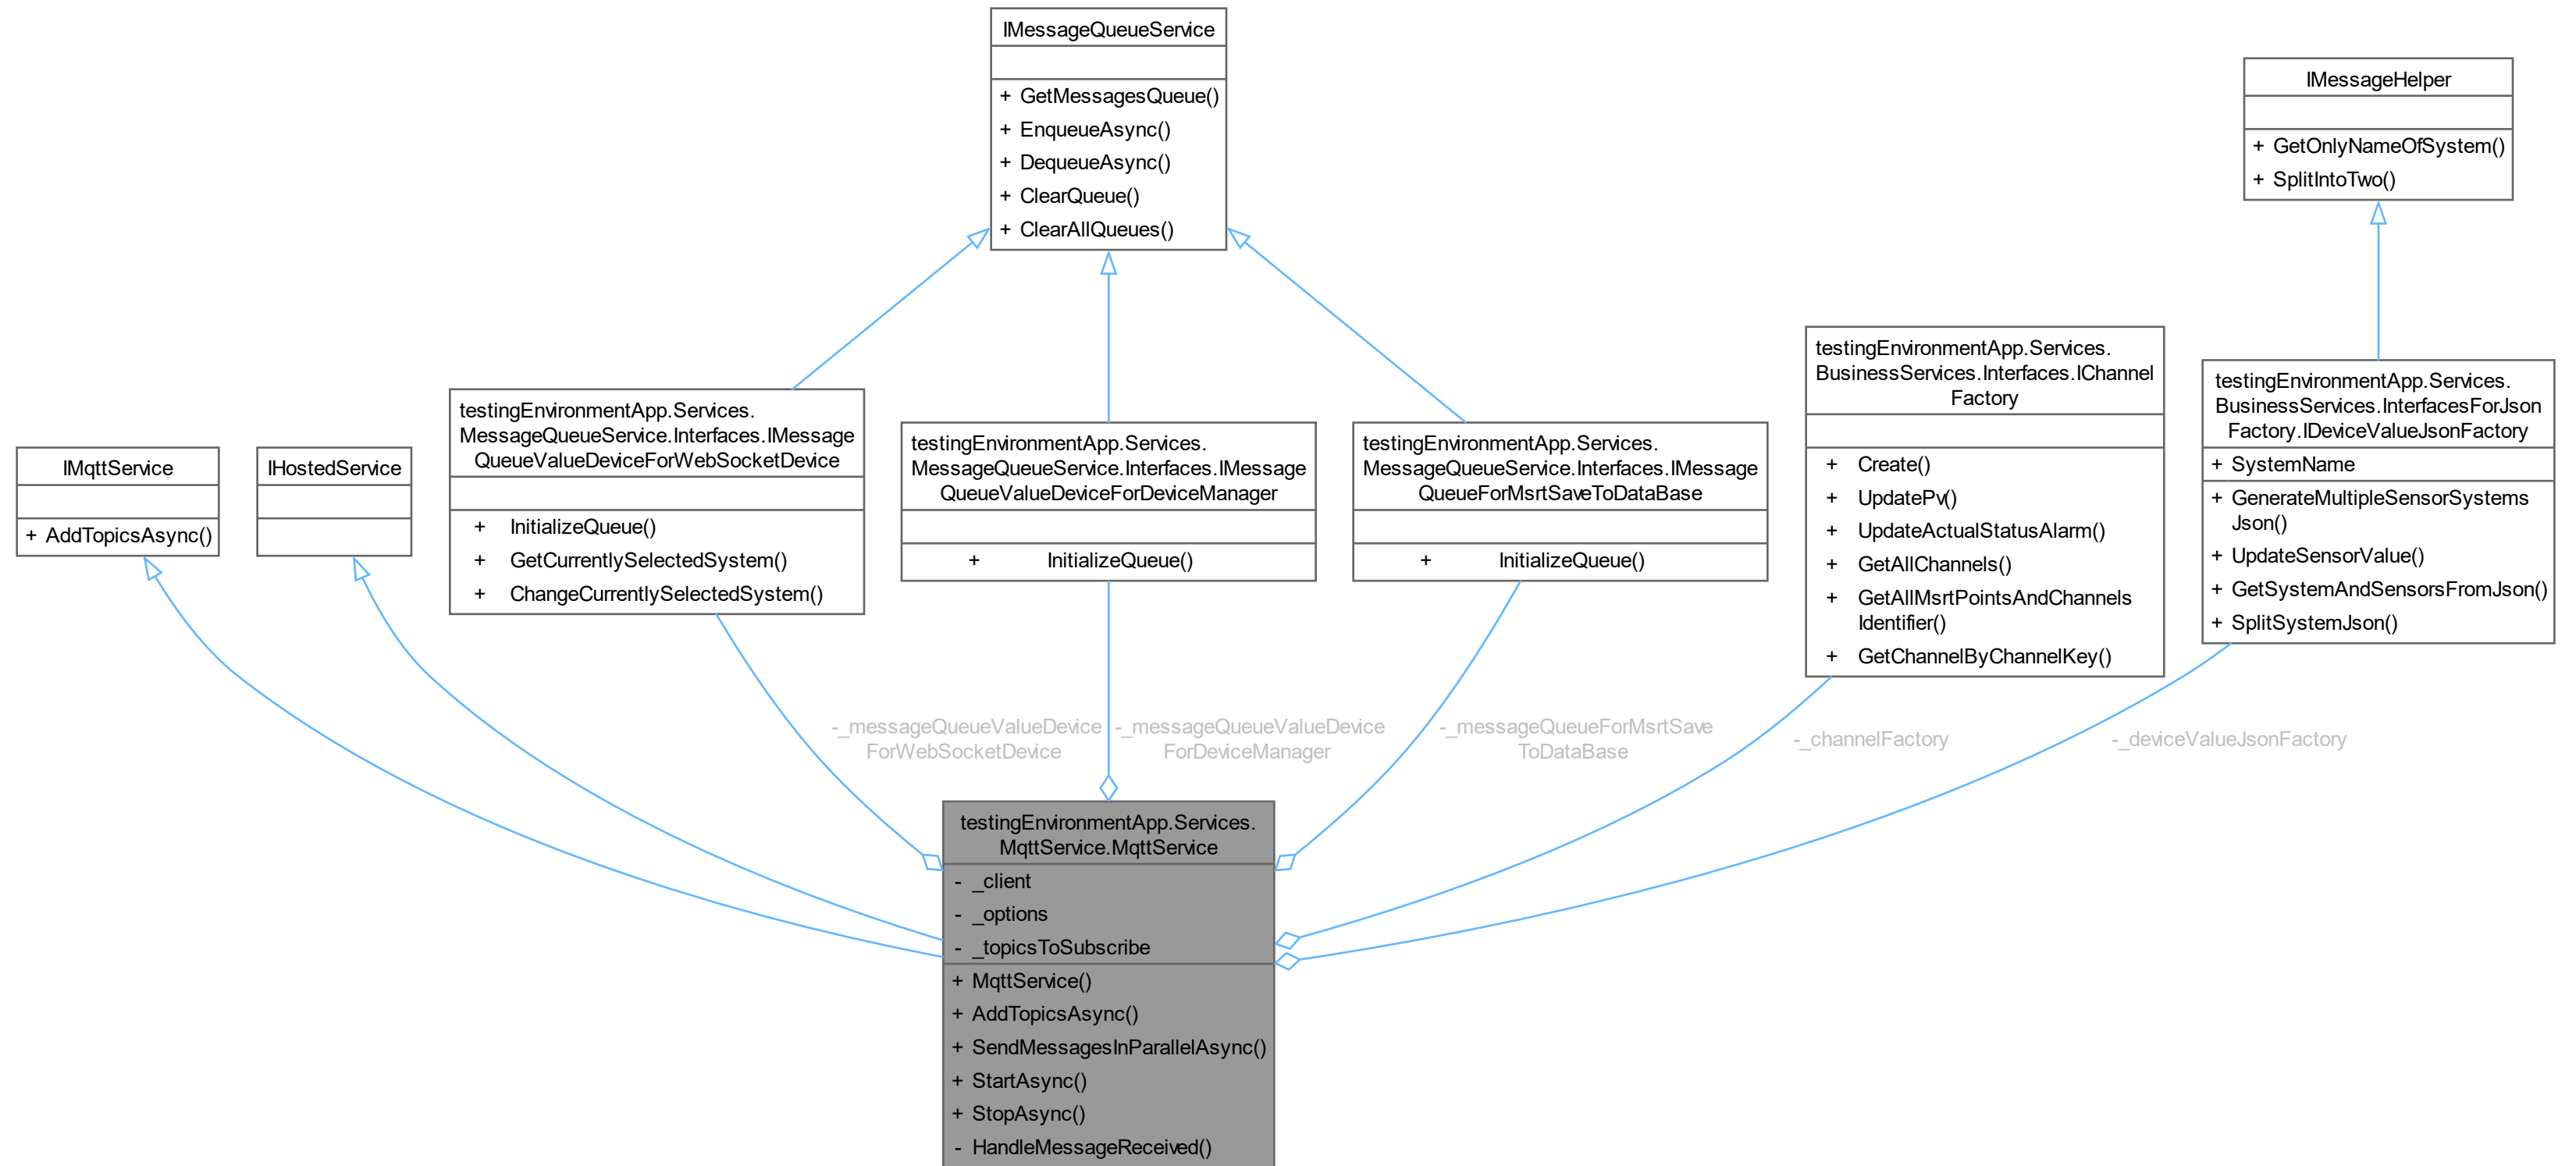 IMessageQueueService
+ GetMessagesQueue()
+ EnqueueAsync()
+ DequeueAsync()
+ ClearQueue()
+ ClearAllQueues()
IMessageHelper
+ GetOnlyNameOfSystem()
+ SplitIntoTwo()
IMqttService
+ AddTopicsAsync()
IHostedService
testingEnvironmentApp.Services.
MessageQueueService.Interfaces.IMessage
QueueValueDeviceForWebSocketDevice
+ InitializeQueue()
+ GetCurrentlySelectedSystem()
+ ChangeCurrentlySelectedSystem()
testingEnvironmentApp.Services.
MessageQueueService.Interfaces.IMessage
QueueValueDeviceForDeviceManager
+ InitializeQueue()
testingEnvironmentApp.Services.
MessageQueueService.Interfaces.IMessage
QueueForMsrtSaveToDataBase
+ InitializeQueue()
testingEnvironmentApp.Services.
BusinessServices.Interfaces.IChannel
Factory
+ Create()
+ UpdatePv()
+ UpdateActualStatusAlarm()
+ GetAllChannels()
+ GetAllMsrtPointsAndChannels
Identifier()
+ GetChannelByChannelKey()
testingEnvironmentApp.Services.
BusinessServices.InterfacesForJson
Factory.IDeviceValueJsonFactory
+ SystemName
+ GenerateMultipleSensorSystems
Json()
+ UpdateSensorValue()
+ GetSystemAndSensorsFromJson()
+ SplitSystemJson()
-_messageQueueValueDevice
ForWebSocketDevice
-_messageQueueValueDevice
ForDeviceManager
-_messageQueueForMsrtSave
ToDataBase
-_channelFactory
-_deviceValueJsonFactory
testingEnvironmentApp.Services.
MqttService.MqttService
- _client
- _options
- _topicsToSubscribe
+ MqttService()
+ AddTopicsAsync()
+ SendMessagesInParallelAsync()
+ StartAsync()
+ StopAsync()
- HandleMessageReceived()